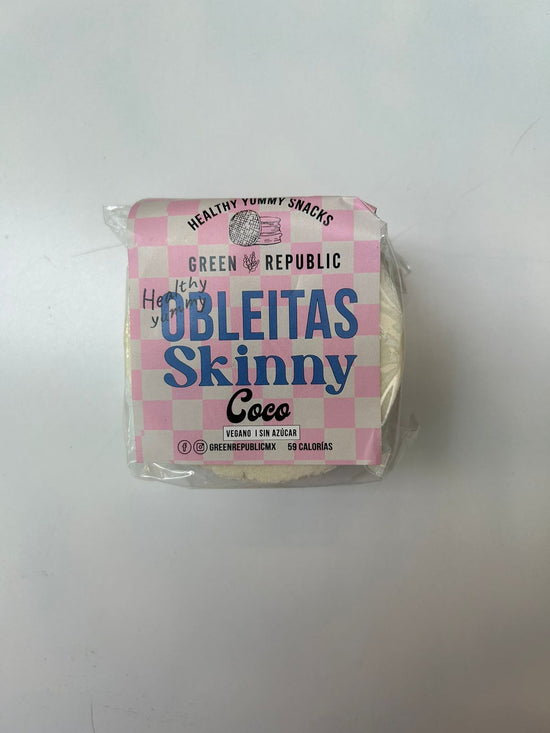 HEALTHY YUMMY SNACKS
GREEN REPUBLIC
Healthy
yummy
OBLEITAS
Skinny
Coco
VEGANO | SIN AZÚCAR
GREENREPUBLICMX 59 CALORÍAS